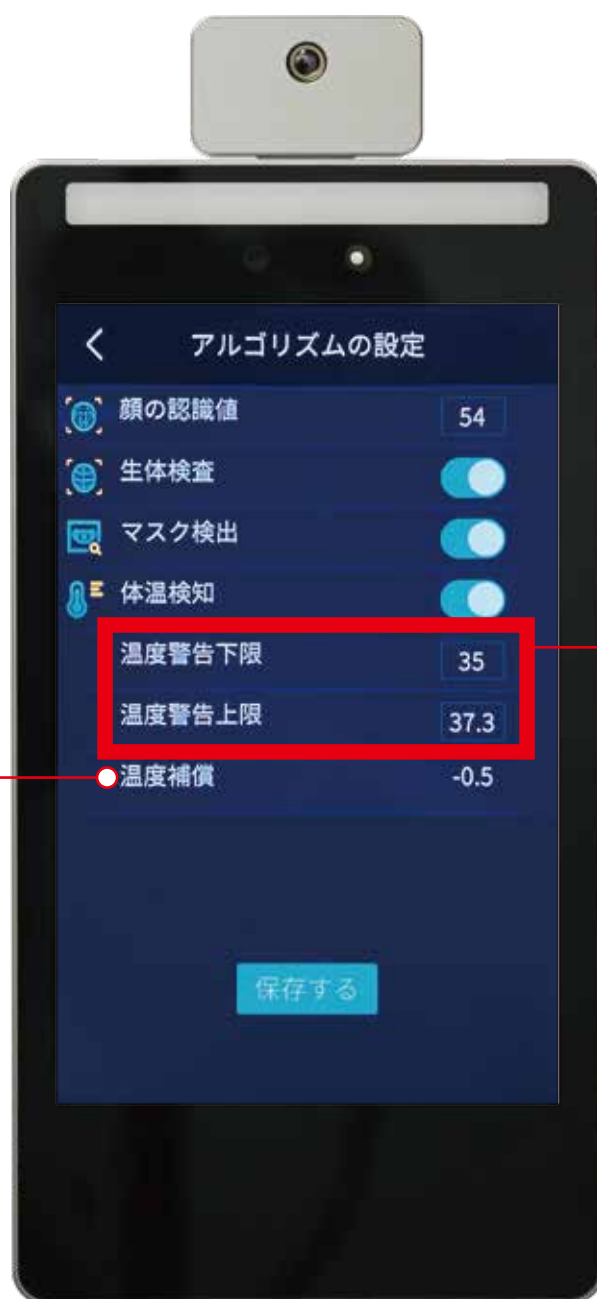 アルゴリズムの設定
顔の認識値 54
生体検査
マスク検出
体温検知
温度警告下限 35
温度警告上限 37.3
温度補償 -0.5
保存する